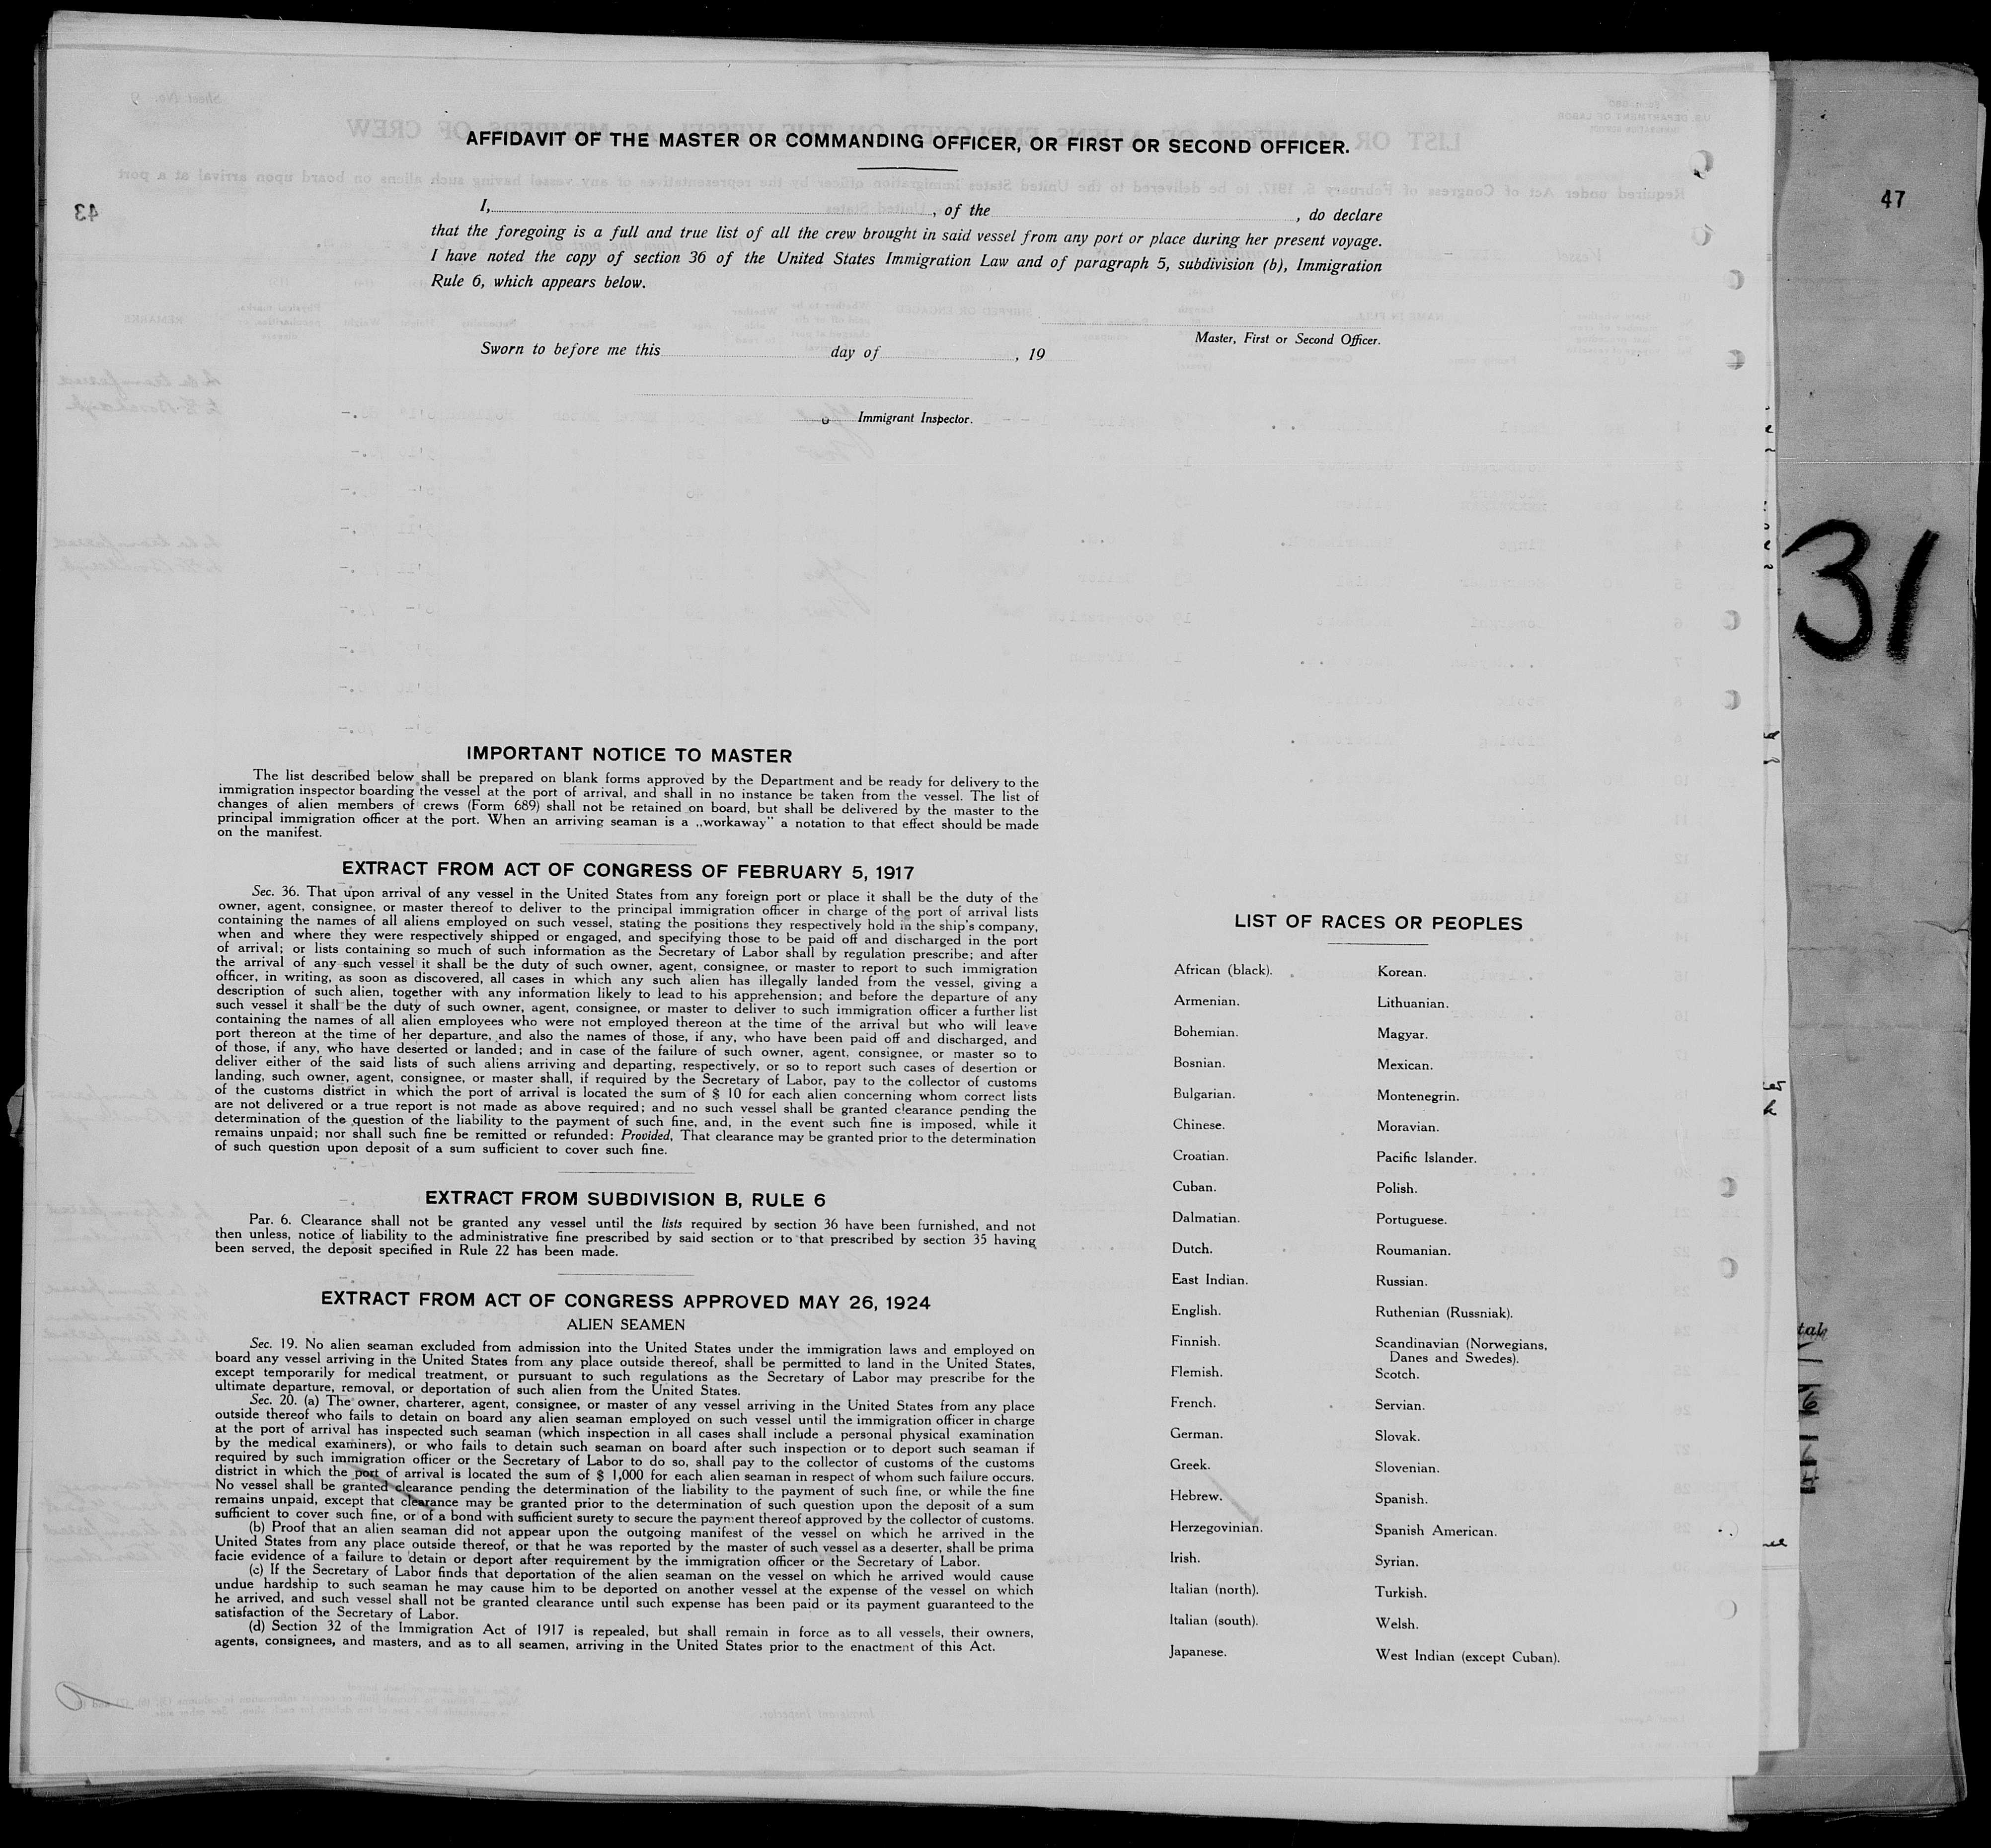 AFFIDAVIT OF THE MASTER OR COMMANDING OFFICER, OR FIRST OR SECOND OFFICER.
47
I, , of the , do declare
that the foregoing is a full and true list of all the crew brought in said vessel from any port or place during her present voyage.
I have noted the copy of section 36 of the United States Immigration Law and of paragraph 5, subdivision (b), Immigration
Rule 6, which appears below.
Master, First or Second Officer.
Sworn to before me this day of , 19
Immigrant Inspector.
31
IMPORTANT NOTICE TO MASTER
The list described below shall be prepared on blank forms approved by the Department and be ready for delivery to the
immigration inspector boarding the vessel at the port of arrival, and shall in no instance be taken from the vessel. The list of
changes of alien members of crews (Form 689) shall not be retained on board, but shall be delivered by the master to the
principal immigration officer at the port. When an arriving seaman is a „workaway" a notation to that effect should be made
on the manifest.
EXTRACT FROM ACT OF CONGRESS OF FEBRUARY 5, 1917
Sec. 36. That upon arrival of any vessel in the United States from any foreign port or place it shall be the duty of the
owner, agent, consignee, or master thereof to deliver to the principal immigration officer in charge of the port of arrival lists
containing the names of all aliens employed on such vessel, stating the positions they respectively hold in the ship's company,
when and where they were respectively shipped or engaged, and specifying those to be paid off and discharged in the port
of arrival; or lists containing so much of such information as the Secretary of Labor shall by regulation prescribe; and after
the arrival of any such vessel it shall be the duty of such owner, agent, consignee, or master to report to such immigration
officer, in writing, as soon as discovered, all cases in which any such alien has illegally landed from the vessel, giving a
description of such alien, together with any information likely to lead to his apprehension; and before the departure of any
such vessel it shall be the duty of such owner, agent, consignee, or master to deliver to such immigration officer a further list
containing the names of all alien employees who were not employed thereon at the time of the arrival but who will leave
port thereon at the time of her departure, and also the names of those, if any, who have been paid off and discharged, and
of those, if any, who have deserted or landed; and in case of the failure of such owner, agent, consignee, or master so to
deliver either of the said lists of such aliens arriving and departing, respectively, or so to report such cases of desertion or
landing, such owner, agent, consignee, or master shall, if required by the Secretary of Labor, pay to the collector of customs
of the customs district in which the port of arrival is located the sum of $ 10 for each alien concerning whom correct lists
are not delivered or a true report is not made as above required; and no such vessel shall be granted clearance pending the
determination of the question of the liability to the payment of such fine, and, in the event such fine is imposed, while it
remains unpaid; nor shall such fine be remitted or refunded: Provided, That clearance may be granted prior to the determination
of such question upon deposit of a sum sufficient to cover such fine.
EXTRACT FROM SUBDIVISION B, RULE 6
Par. 6. Clearance shall not be granted any vessel until the lists required by section 36 have been furnished, and not
then unless, notice of liability to the administrative fine prescribed by said section or to that prescribed by section 35 having
been served, the deposit specified in Rule 22 has been made.
EXTRACT FROM ACT OF CONGRESS APPROVED MAY 26, 1924
ALIEN SEAMEN
Sec. 19. No alien seaman excluded from admission into the United States under the immigration laws and employed on
board any vessel arriving in the United States from any place outside thereof, shall be permitted to land in the United States,
except temporarily for medical treatment, or pursuant to such regulations as the Secretary of Labor may prescribe for the
ultimate departure, removal, or deportation of such alien from the United States.
Sec. 20. (a) The owner, charterer, agent, consignee, or master of any vessel arriving in the United States from any place
outside thereof who fails to detain on board any alien seaman employed on such vessel until the immigration officer in charge
at the port of arrival has inspected such seaman (which inspection in all cases shall include a personal physical examination
by the medical examiners), or who fails to detain such seaman on board after such inspection or to deport such seaman if
required by such immigration officer or the Secretary of Labor to do so, shall pay to the collector of customs of the customs
district in which the port of arrival is located the sum of $ 1,000 for each alien seaman in respect of whom such failure occurs.
No vessel shall be granted clearance pending the determination of the liability to the payment of such fine, or while the fine
remains unpaid, except that clearance may be granted prior to the determination of such question upon the deposit of a sum
sufficient to cover such fine, or of a bond with sufficient surety to secure the payment thereof approved by the collector of customs.
(b) Proof that an alien seaman did not appear upon the outgoing manifest of the vessel on which he arrived in the
United States from any place outside thereof, or that he was reported by the master of such vessel as a deserter, shall be prima
facie evidence of a failure to detain or deport after requirement by the immigration officer or the Secretary of Labor.
(c) If the Secretary of Labor finds that deportation of the alien seaman on the vessel on which he arrived would cause
undue hardship to such seaman he may cause him to be deported on another vessel at the expense of the vessel on which
he arrived, and such vessel shall not be granted clearance until such expense has been paid or its payment guaranteed to the
satisfaction of the Secretary of Labor.
(d) Section 32 of the Immigration Act of 1917 is repealed, but shall remain in force as to all vessels, their owners,
agents, consignees, and masters, and as to all seamen, arriving in the United States prior to the enactment of this Act.
LIST OF RACES OR PEOPLES
African (black).
Armenian.
Bohemian.
Bosnian.
Bulgarian.
Chinese.
Croatian.
Cuban.
Dalmatian.
Dutch.
East Indian.
English.
Finnish.
Flemish.
French.
German.
Greek.
Hebrew.
Herzegovinian.
Irish.
Italian (north).
Italian (south).
Japanese.
Korean.
Lithuanian.
Magyar.
Mexican.
Montenegrin.
Moravian.
Pacific Islander.
Polish.
Portuguese.
Roumanian.
Russian.
Ruthenian (Russniak).
Scandinavian (Norwegians,
Danes and Swedes).
Scotch.
Servian.
Slovak.
Slovenian.
Spanish.
Spanish American.
Syrian.
Turkish.
Welsh.
West Indian (except Cuban).